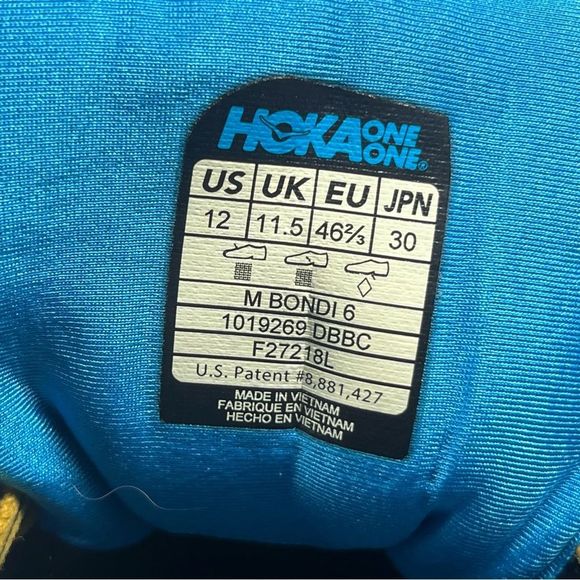 HOKA ONE ONE®
US UK EU JPN
12 11.5 46⅔ 30
M BONDI 6
1019269 DBBC
F27218L
U.S. Patent #8,881,427
MADE IN VIETNAM
FABRIQUE EN VIETNAM
HECHO EN VIETNAM